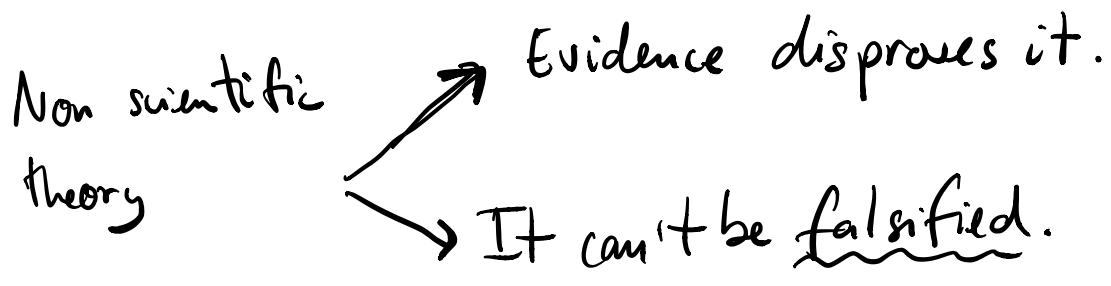 Non scientific
theory
Evidence disproves it.
It can't be falsified.